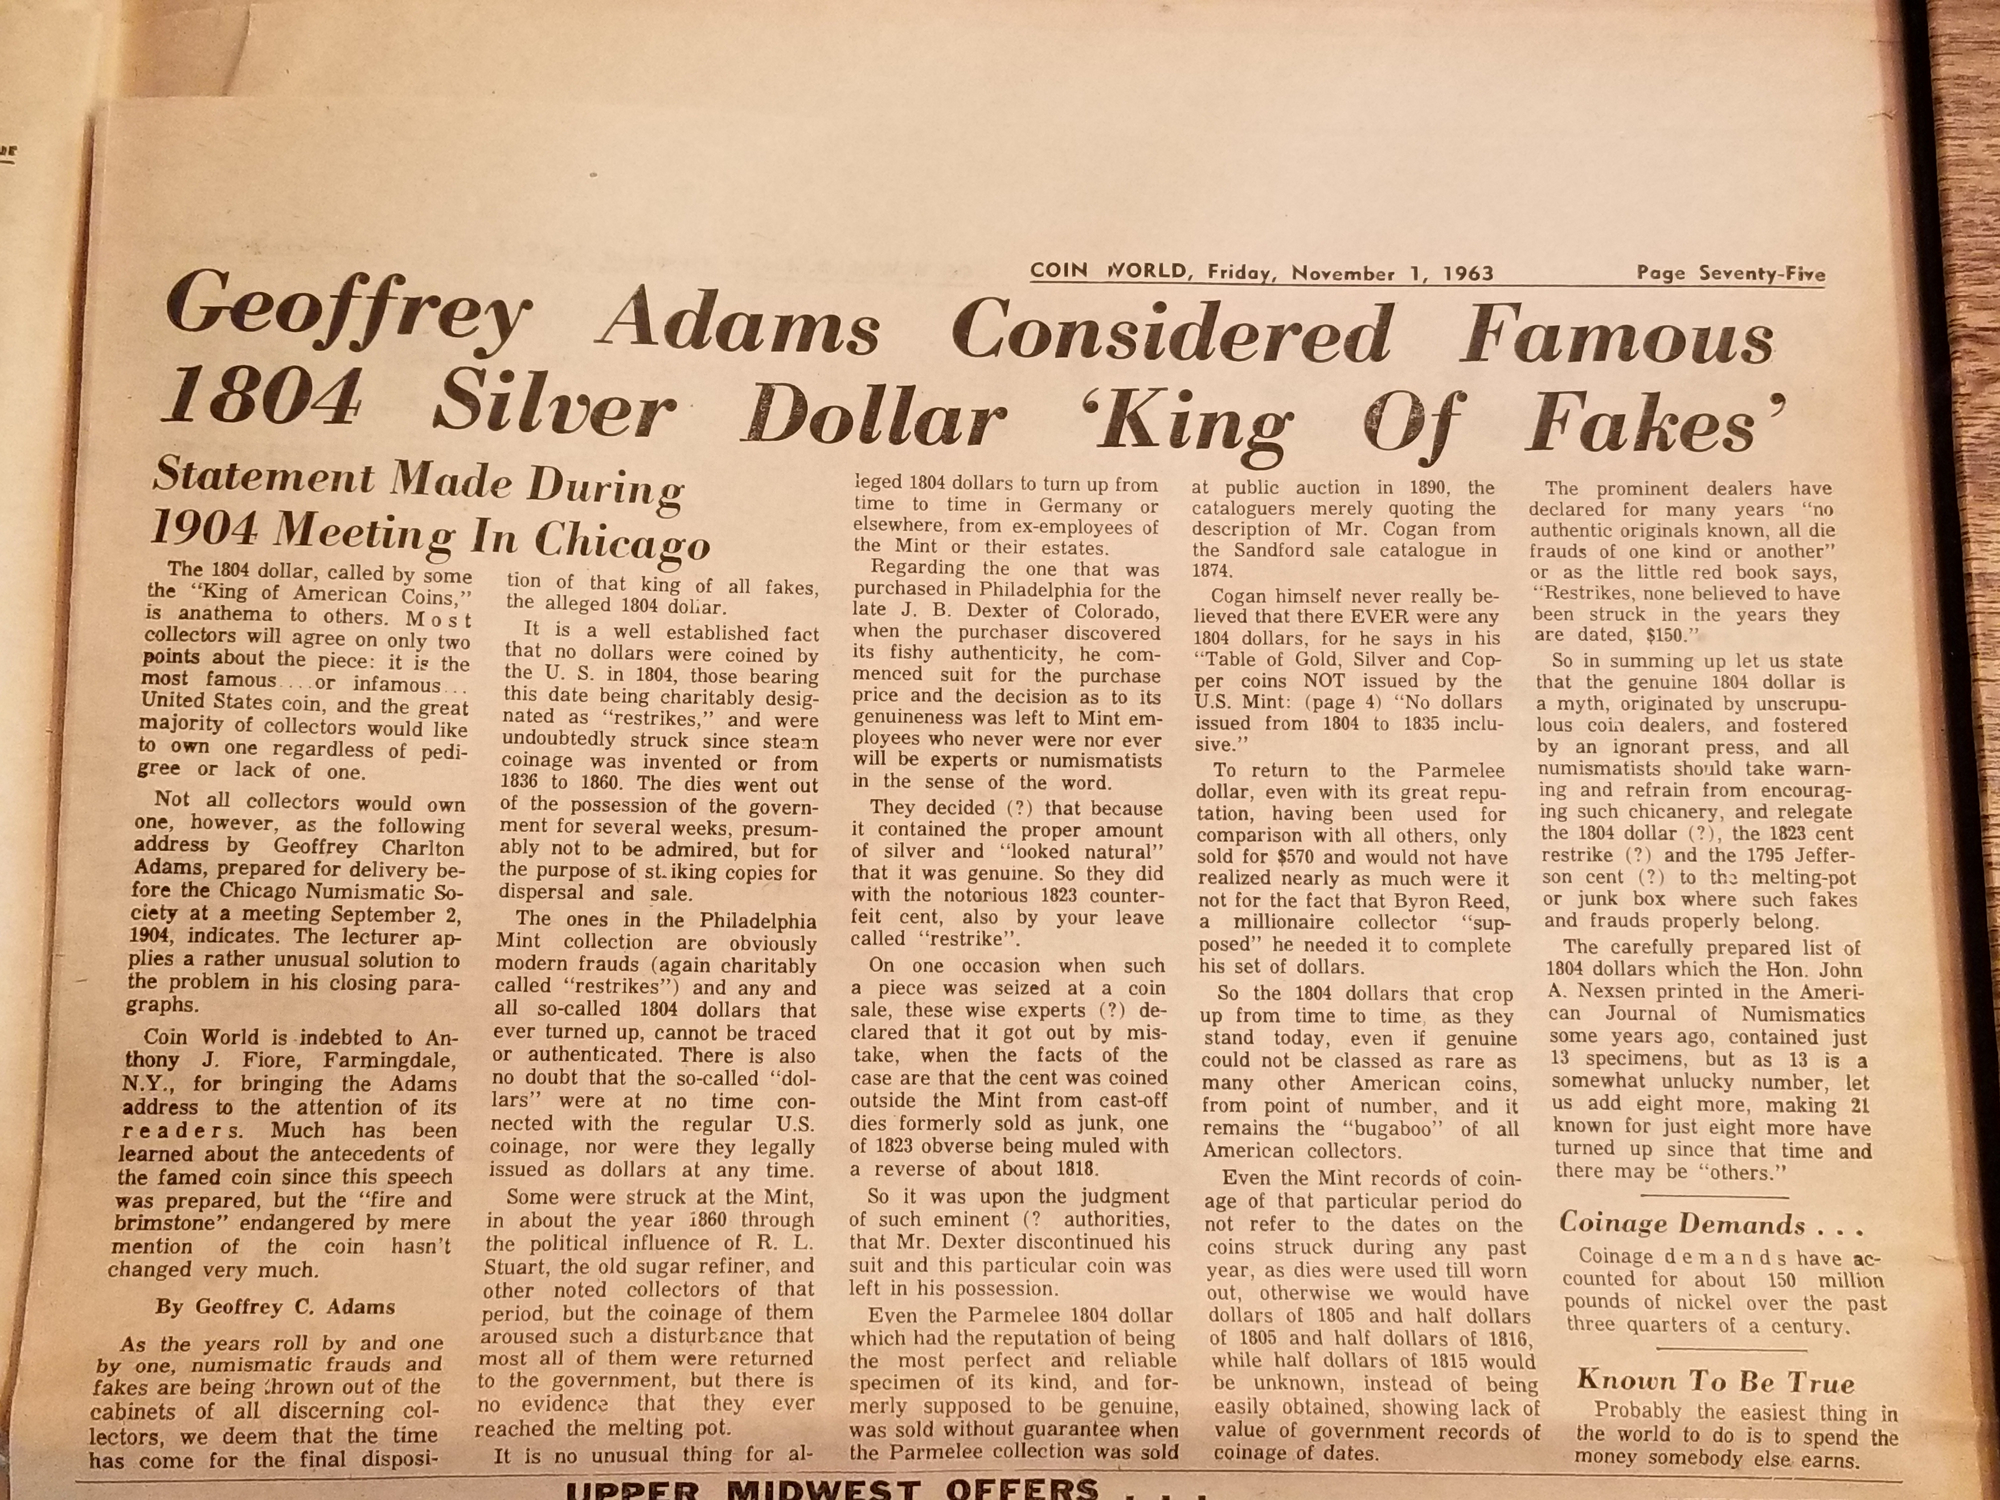 COIN WORLD, Friday, November 1, 1963 Page Seventy-Five
Geoffrey Adams Considered Famous
1804 Silver Dollar ‘King Of Fakes’
Statement Made During
1904 Meeting In Chicago
The 1804 dollar, called by some
the “King of American Coins,”
is anathema to others. Most
collectors will agree on only two
points about the piece: it is the
most famous....or infamous...
United States coin, and the great
majority of collectors would like
to own one regardless of pedi-
gree or lack of one.
Not all collectors would own
one, however, as the following
address by Geoffrey Charlton
Adams, prepared for delivery be-
fore the Chicago Numismatic So-
ciety at a meeting September 2,
1904, indicates. The lecturer ap-
plies a rather unusual solution to
the problem in his closing para-
graphs.
Coin World is indebted to An-
thony J. Fiore, Farmingdale,
N.Y., for bringing the Adams
address to the attention of its
readers. Much has been
learned about the antecedents of
the famed coin since this speech
was prepared, but the “fire and
brimstone” endangered by mere
mention of the coin hasn't
changed very much.
By Geoffrey C. Adams
As the years roll by and one
by one, numismatic frauds and
fakes are being thrown out of the
cabinets of all discerning col-
lectors, we deem that the time
has come for the final disposi-
tion of that king of all fakes,
the alleged 1804 dollar.
It is a well established fact
that no dollars were coined by
the U. S. in 1804, those bearing
this date being charitably desig-
nated as “restrikes,” and were
undoubtedly struck since steam
coinage was invented or from
1836 to 1860. The dies went out
of the possession of the govern-
ment for several weeks, presum-
ably not to be admired, but for
the purpose of st.iking copies for
dispersal and sale.
The ones in the Philadelphia
Mint collection are obviously
modern frauds (again charitably
called “restrikes”) and any and
all so-called 1804 dollars that
ever turned up, cannot be traced
or authenticated. There is also
no doubt that the so-called “dol-
lars” were at no time con-
nected with the regular U.S.
coinage, nor were they legally
issued as dollars at any time.
Some were struck at the Mint,
in about the year 1860 through
the political influence of R. L.
Stuart, the old sugar refiner, and
other noted collectors of that
period, but the coinage of them
aroused such a disturbance that
most all of them were returned
to the government, but there is
no evidence that they ever
reached the melting pot.
It is no unusual thing for al-
leged 1804 dollars to turn up from
time to time in Germany or
elsewhere, from ex-employees of
the Mint or their estates.
Regarding the one that was
purchased in Philadelphia for the
late J. B. Dexter of Colorado,
when the purchaser discovered
its fishy authenticity, he com-
menced suit for the purchase
price and the decision as to its
genuineness was left to Mint em-
ployees who never were nor ever
will be experts or numismatists
in the sense of the word.
They decided (?) that because
it contained the proper amount
of silver and “looked natural”
that it was genuine. So they did
with the notorious 1823 counter-
feit cent, also by your leave
called “restrike”.
On one occasion when such
a piece was seized at a coin
sale, these wise experts (?) de-
clared that it got out by mis-
take, when the facts of the
case are that the cent was coined
outside the Mint from cast-off
dies formerly sold as junk, one
of 1823 obverse being muled with
a reverse of about 1818.
So it was upon the judgment
of such eminent (? authorities,
that Mr. Dexter discontinued his
suit and this particular coin was
left in his possession.
Even the Parmelee 1804 dollar
which had the reputation of being
the most perfect and reliable
specimen of its kind, and for-
merly supposed to be genuine,
was sold without guarantee when
the Parmelee collection was sold
at public auction in 1890, the
cataloguers merely quoting the
description of Mr. Cogan from
the Sandford sale catalogue in
1874.
Cogan himself never really be-
lieved that there EVER were any
1804 dollars, for he says in his
“Table of Gold, Silver and Cop-
per coins NOT issued by the
U.S. Mint: (page 4) “No dollars
issued from 1804 to 1835 inclu-
sive.”
To return to the Parmelee
dollar, even with its great repu-
tation, having been used for
comparison with all others, only
sold for $570 and would not have
realized nearly as much were it
not for the fact that Byron Reed,
a millionaire collector “sup-
posed” he needed it to complete
his set of dollars.
So the 1804 dollars that crop
up from time to time, as they
stand today, even if genuine
could not be classed as rare as
many other American coins,
from point of number, and it
remains the “bugaboo” of all
American collectors.
Even the Mint records of coin-
age of that particular period do
not refer to the dates on the
coins struck during any past
year, as dies were used till worn
out, otherwise we would have
dollars of 1805 and half dollars
of 1805 and half dollars of 1816,
while half dollars of 1815 would
be unknown, instead of being
easily obtained, showing lack of
value of government records of
coinage of dates.
The prominent dealers have
declared for many years “no
authentic originals known, all die
frauds of one kind or another”
or as the little red book says,
“Restrikes, none believed to have
been struck in the years they
are dated, $150.”
So in summing up let us state
that the genuine 1804 dollar is
a myth, originated by unscrupu-
lous coin dealers, and fostered
by an ignorant press, and all
numismatists should take warn-
ing and refrain from encourag-
ing such chicanery, and relegate
the 1804 dollar (?), the 1823 cent
restrike (?) and the 1795 Jeffer-
son cent (?) to the melting-pot
or junk box where such fakes
and frauds properly belong.
The carefully prepared list of
1804 dollars which the Hon. John
A. Nexsen printed in the Ameri-
can Journal of Numismatics
some years ago, contained just
13 specimens, but as 13 is a
somewhat unlucky number, let
us add eight more, making 21
known for just eight more have
turned up since that time and
there may be “others.”
Coinage Demands . . .
Coinage demands have ac-
counted for about 150 million
pounds of nickel over the past
three quarters of a century.
Known To Be True
Probably the easiest thing in
the world to do is to spend the
money somebody else earns.
UPPER MIDWEST OFFERS . . .